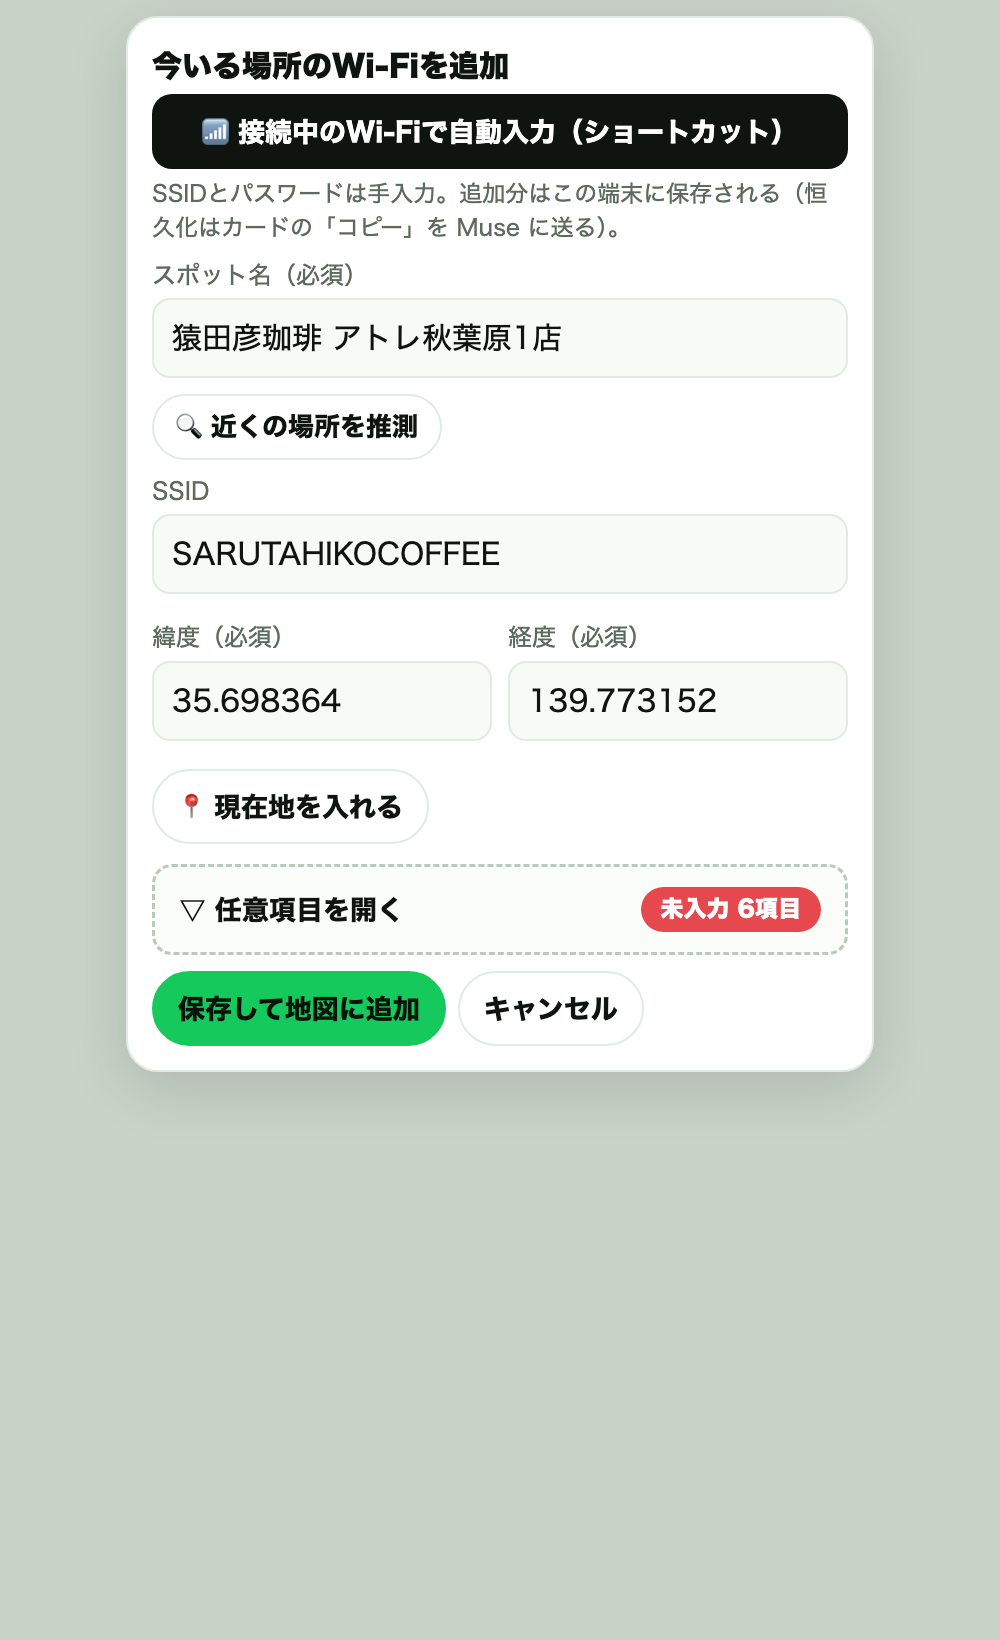 今いる場所のWi-Fiを追加
📶 接続中のWi-Fiで自動入力（ショートカット）
SSIDとパスワードは手入力。追加分はこの端末に保存される（恒
久化はカードの「コピー」を Muse に送る）。
スポット名（必須）
猿田彦珈琲 アトレ秋葉原1店
🔍 近くの場所を推測
SSID
SARUTAHIKOCOFFEE
緯度（必須） 経度（必須）
35.698364 139.773152
📍 現在地を入れる
▽ 任意項目を開く 未入力 6項目
保存して地図に追加 キャンセル